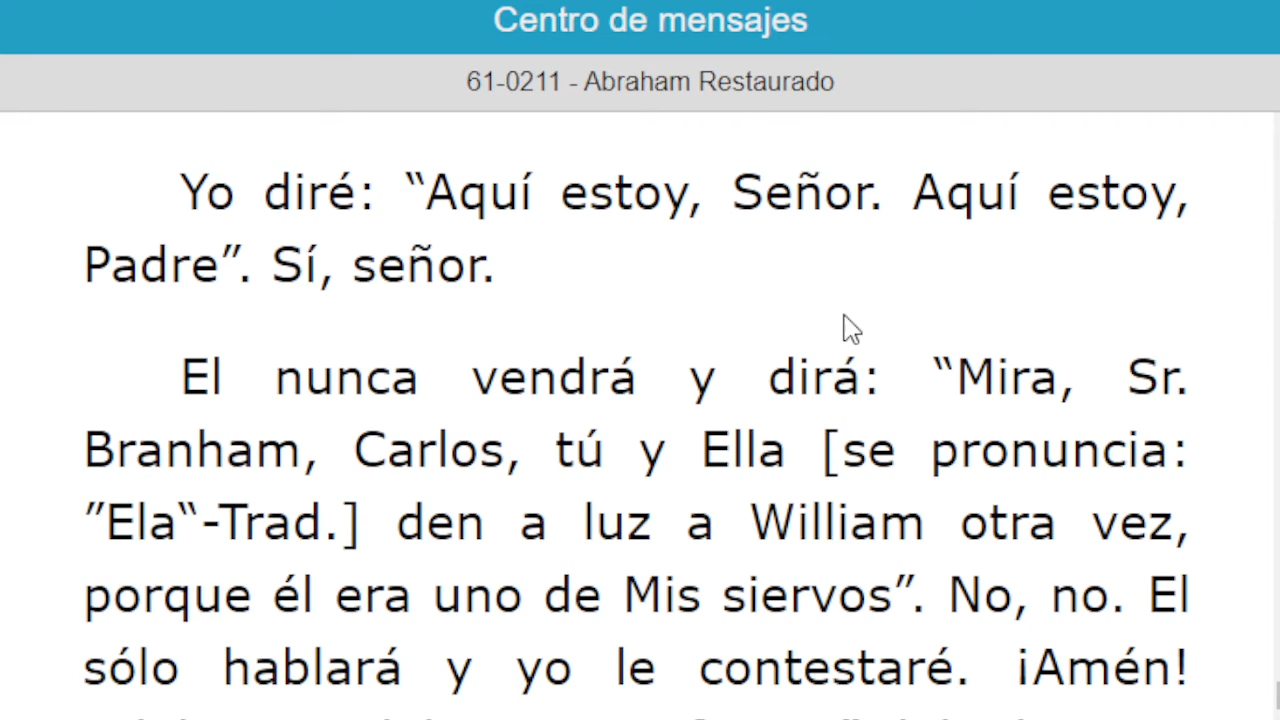 Centro de mensajes
61-0211 - Abraham Restaurado
Yo diré: “Aquí estoy, Señor. Aquí estoy,
Padre”. Sí, señor.
El nunca vendrá y dirá: “Mira, Sr.
Branham, Carlos, tú y Ella [se pronuncia:
”Ela“-Trad.] den a luz a William otra vez,
porque él era uno de Mis siervos”. No, no. El
sólo hablará y yo le contestaré. ¡Amén!